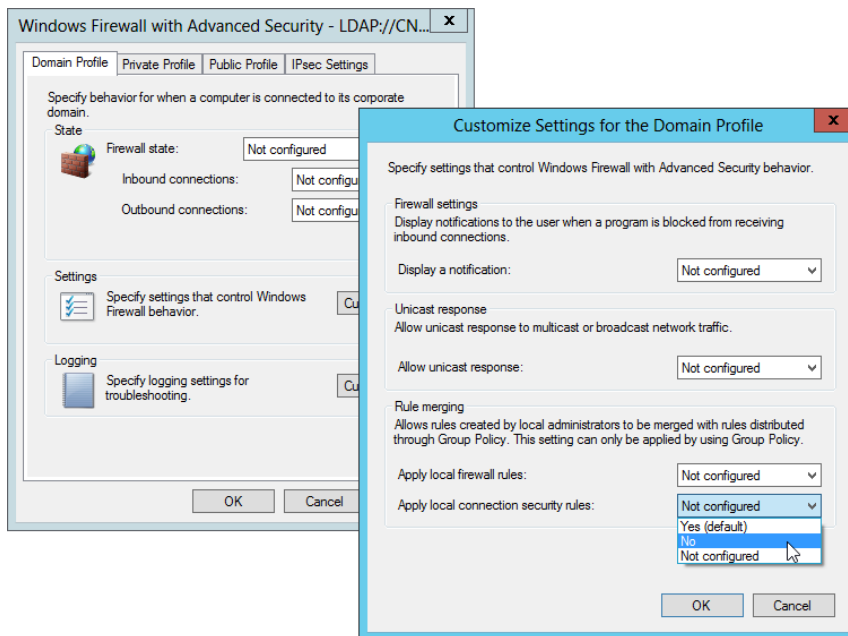 Windows Firewall with Advanced Security - LDAP://CN... x
Domain Profile Private Profile Public Profile IPsec Settings
Specify behavior for when a computer is connected to its corporate
domain.
State
Firewall state: Not configured
Inbound connections: Not configu
Outbound connections: Not configu
Settings
Specify settings that control Windows
Firewall behavior.
Cu
Logging
Specify logging settings for
troubleshooting.
Cu
OK Cancel
Customize Settings for the Domain Profile x
Specify settings that control Windows Firewall with Advanced Security behavior.
Firewall settings
Display notifications to the user when a program is blocked from receiving
inbound connections.
Display a notification: Not configured
Unicast response
Allow unicast response to multicast or broadcast network traffic.
Allow unicast response: Not configured
Rule merging
Allows rules created by local administrators to be merged with rules distributed
through Group Policy. This setting can only be applied by using Group Policy.
Apply local firewall rules: Not configured
Apply local connection security rules: Not configured
Yes (default)
No
Not configured
OK Cancel